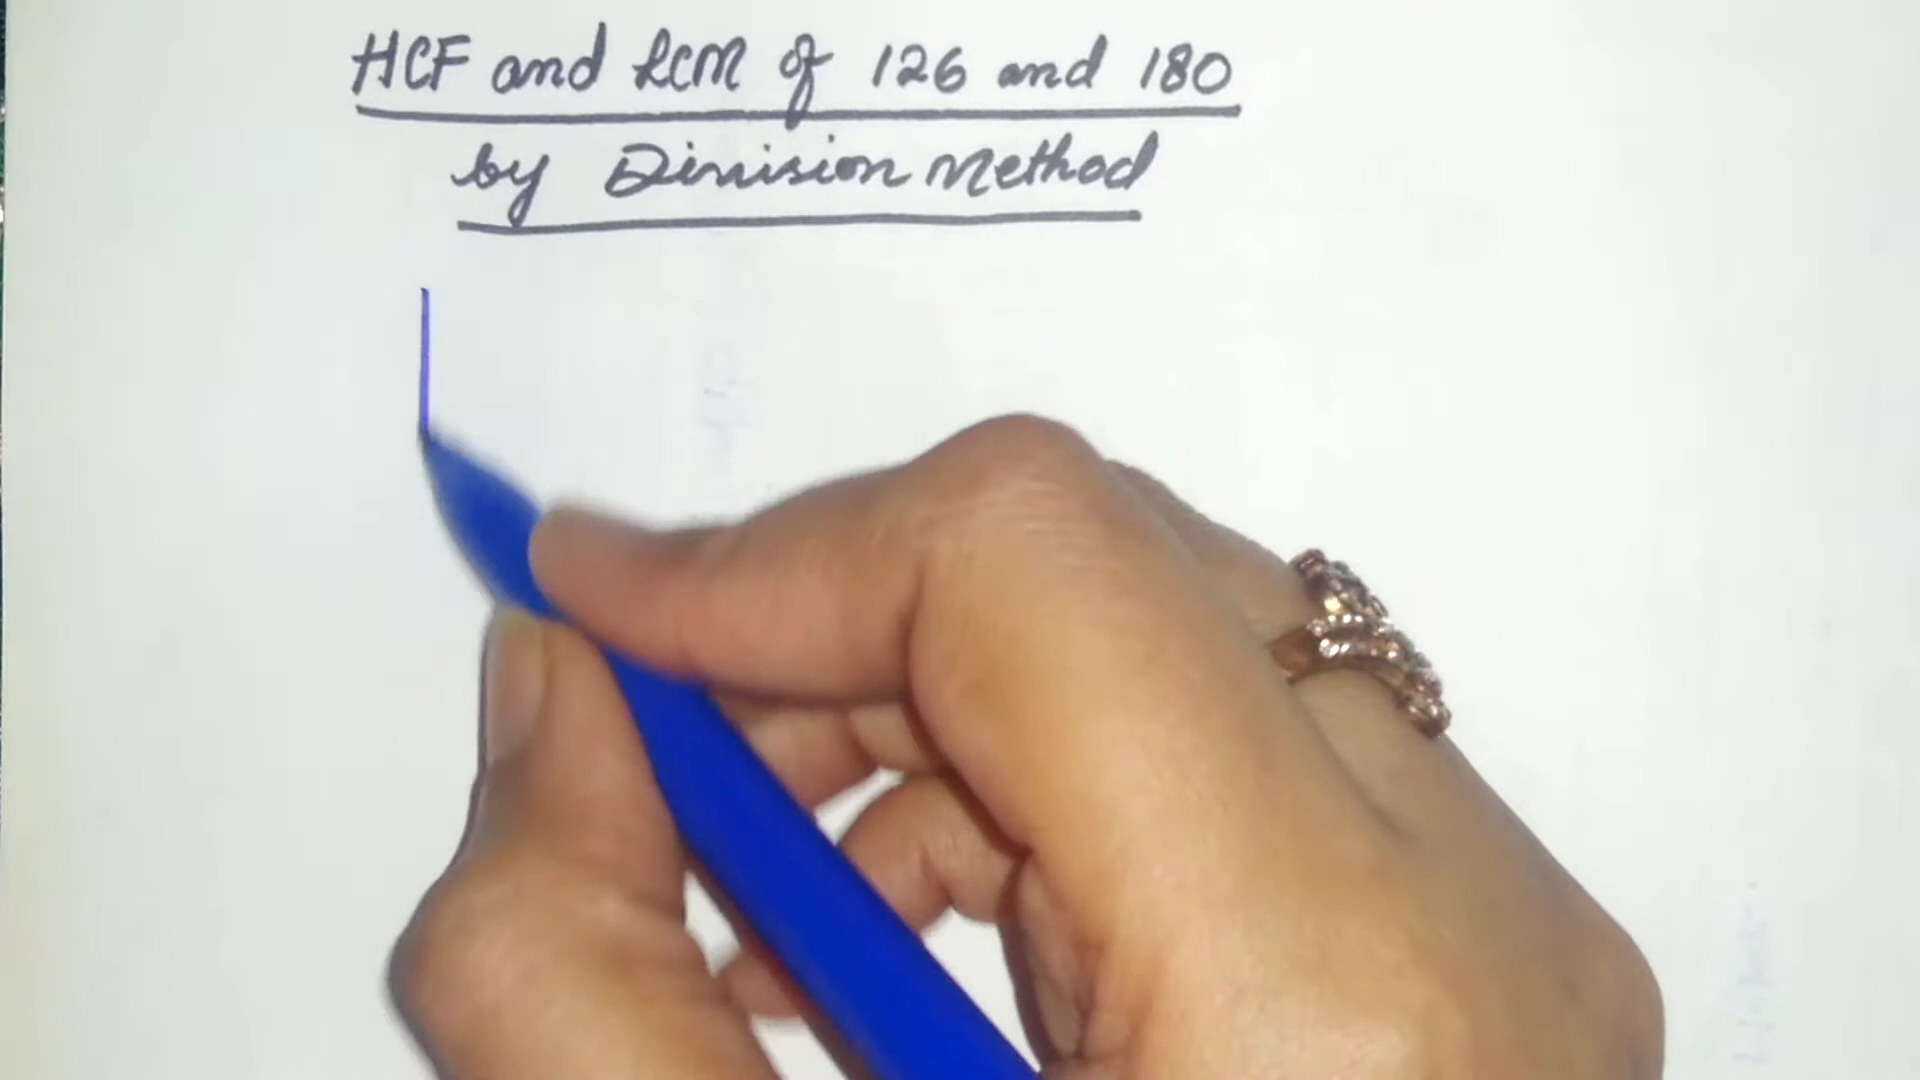 HCF and LCM of 126 and 180
by Division Method